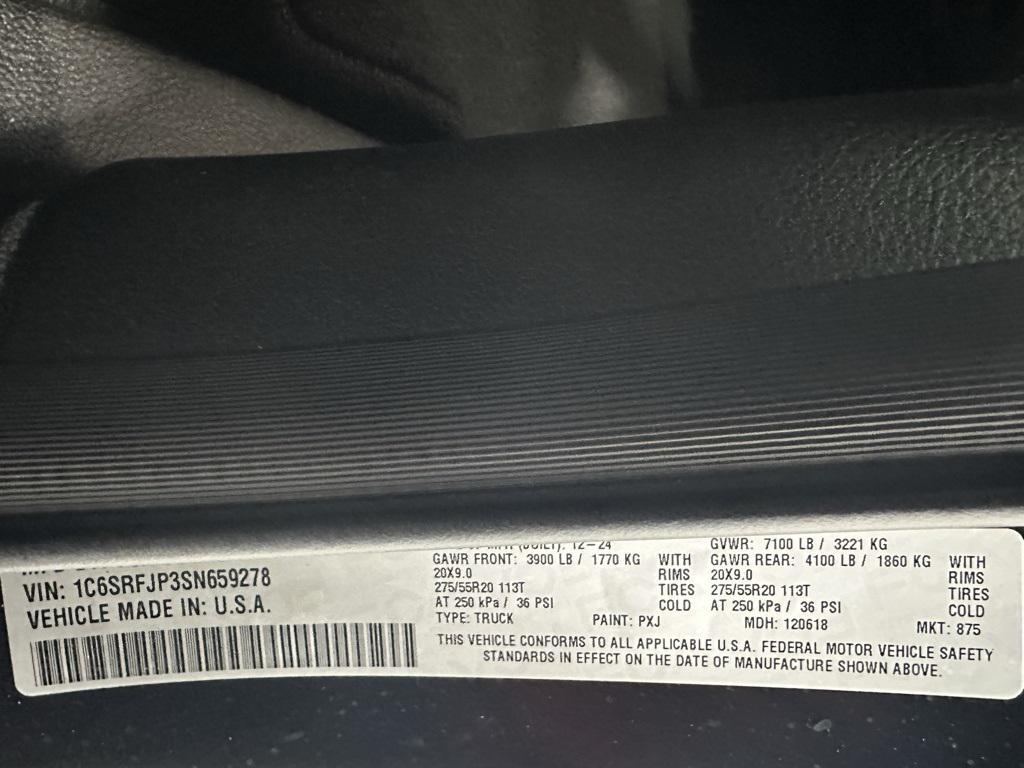 (BUILT): 12-24
GVWR: 7100 LB / 3221 KG
VIN: 1C6SRFJP3SN659278
VEHICLE MADE IN: U.S.A.
GAWR FRONT: 3900 LB / 1770 KG WITH
20X9.0 RIMS
275/55R20 113T TIRES
AT 250 kPa / 36 PSI COLD
GAWR REAR: 4100 LB / 1860 KG WITH
20X9.0 RIMS
275/55R20 113T TIRES
AT 250 kPa / 36 PSI COLD
TYPE: TRUCK PAINT: PXJ MDH: 120618 MKT: 875
THIS VEHICLE CONFORMS TO ALL APPLICABLE U.S.A. FEDERAL MOTOR VEHICLE SAFETY
STANDARDS IN EFFECT ON THE DATE OF MANUFACTURE SHOWN ABOVE.